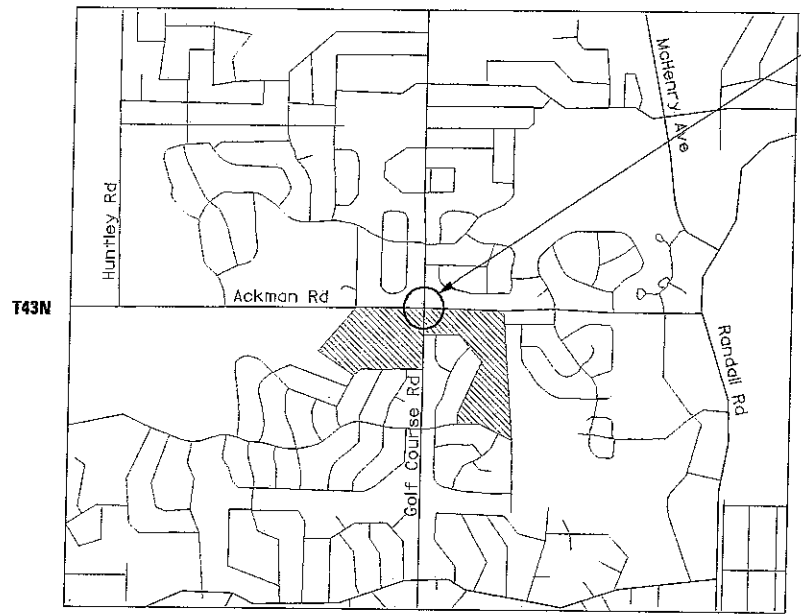 McHenry Ave
Huntley Rd
Ackman Rd
T43N
Randall Rd
Golf Course Rd